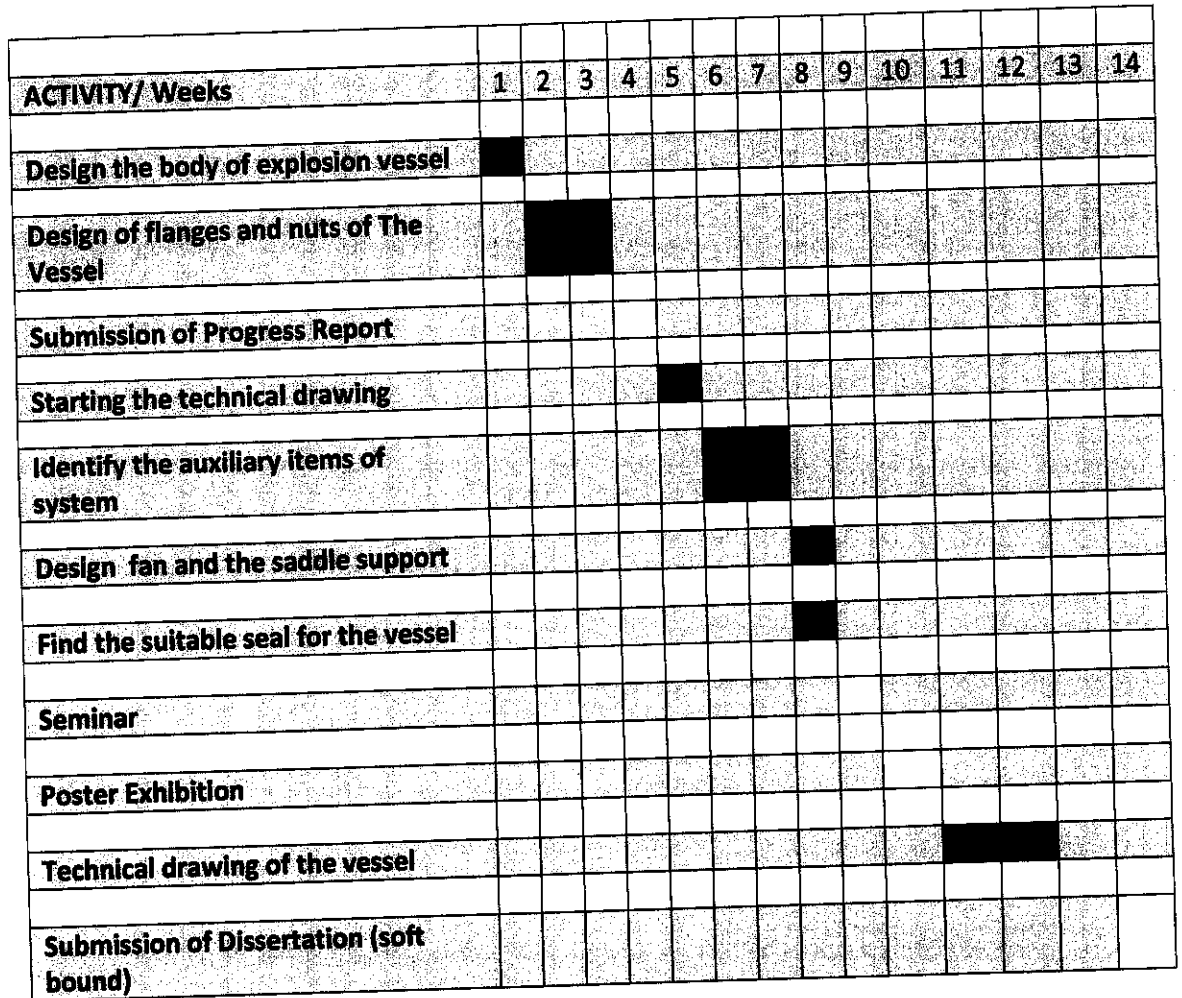 ACTIVITY/ Weeks 1 2 3 4 5 6 7 8 9 10 11 12 13 14
Design the body of explosion vessel
Design of flanges and nuts of The
Vessel
Submission of Progress Report
Starting the technical drawing
Identify the auxiliary items of
system
Design fan and the saddle support
Find the suitable seal for the vessel
Seminar
Poster Exhibition
Technical drawing of the vessel
Submission of Dissertation (soft
bound)